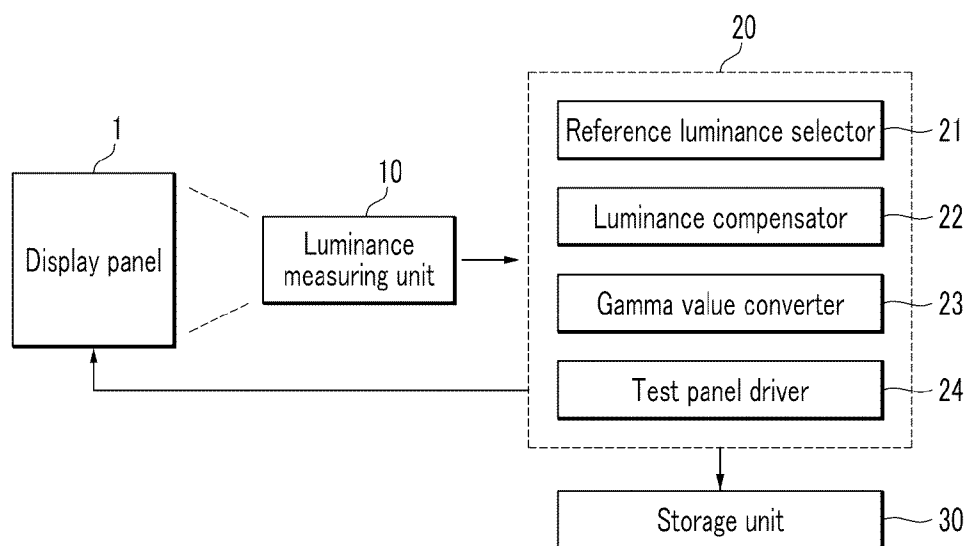 20
Reference luminance selector
21
1
10
Luminance compensator
22
Display panel
Luminance
measuring unit
Gamma value converter
23
Test panel driver
24
Storage unit
30